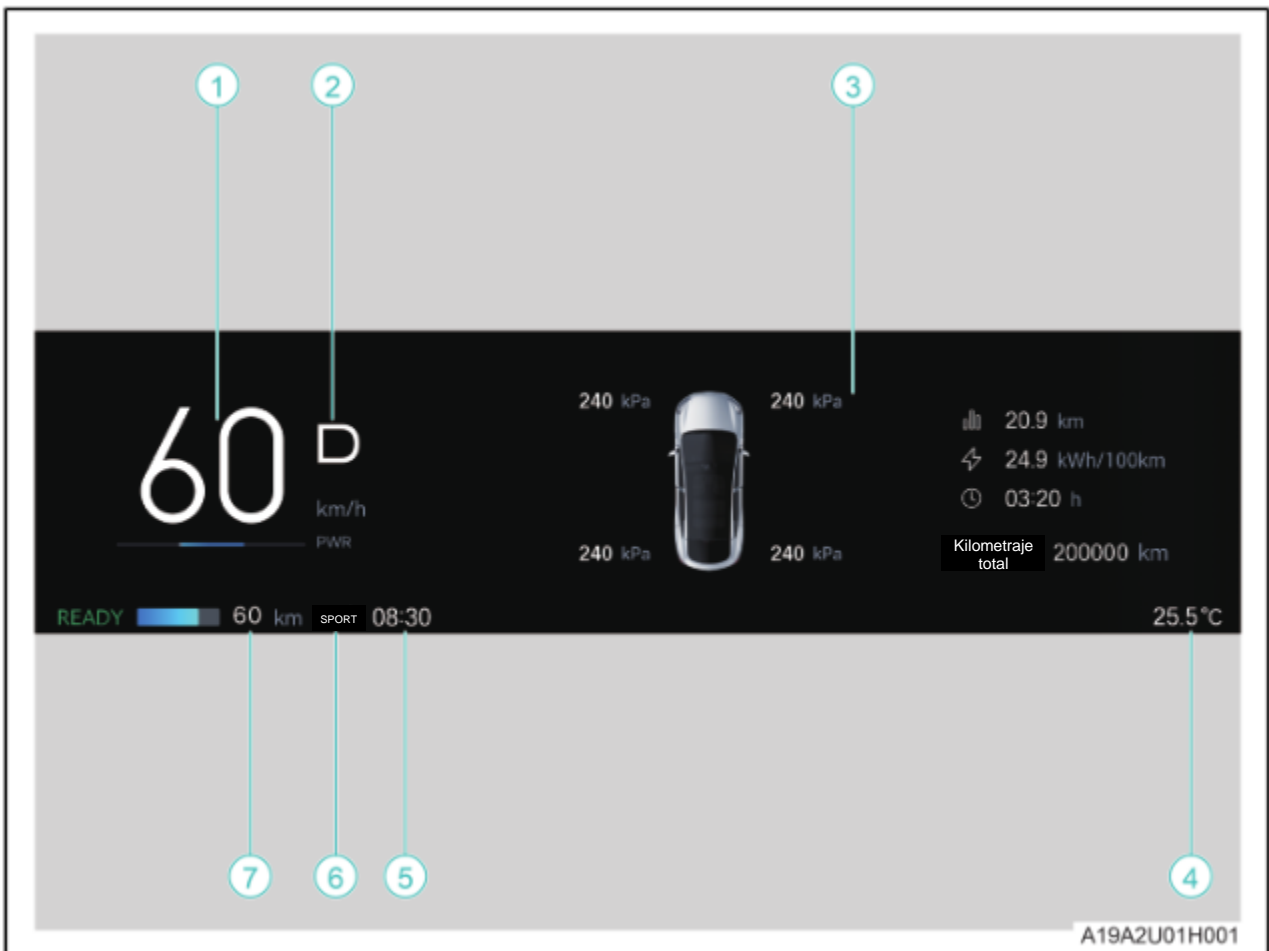 1 2 3
60 D
km/h
PWR
240 kPa 240 kPa
240 kPa 240 kPa
20.9 km
24.9 kWh/100km
03:20 h
Kilometraje
total 200000 km
READY 60 km SPORT 08:30 25.5°C
7 6 5 4
A19A2U01H001